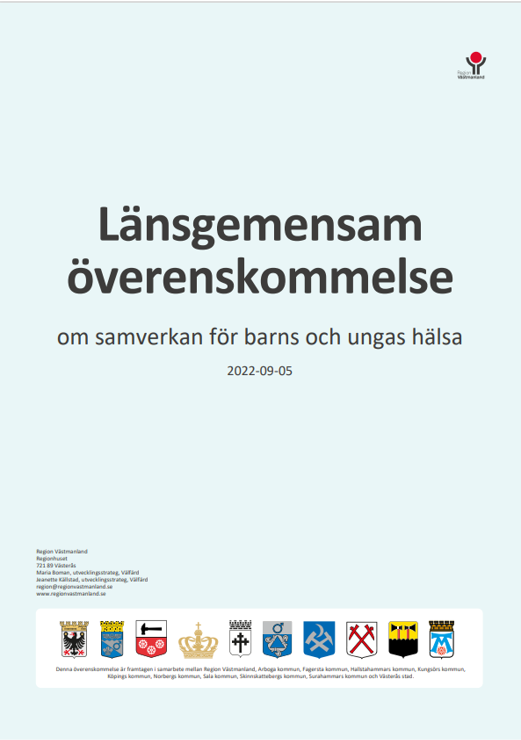 Region
Västmanland
Länsgemensam
överenskommelse
om samverkan för barns och ungas hälsa
2022-09-05
Region Västmanland
Regionhuset
721 89 Västerås
Maria Boman, utvecklingsstrateg, Välfärd
Jeanette Källstad, utvecklingsstrateg, Välfärd
region@regionvastmanland.se
www.regionvastmanland.se
Denna överenskommelse är framtagen i samarbete mellan Region Västmanland, Arboga kommun, Fagersta kommun, Hallstahammars kommun, Kungsörs kommun,
Köpings kommun, Norbergs kommun, Sala kommun, Skinnskattebergs kommun, Surahammars kommun och Västerås stad.